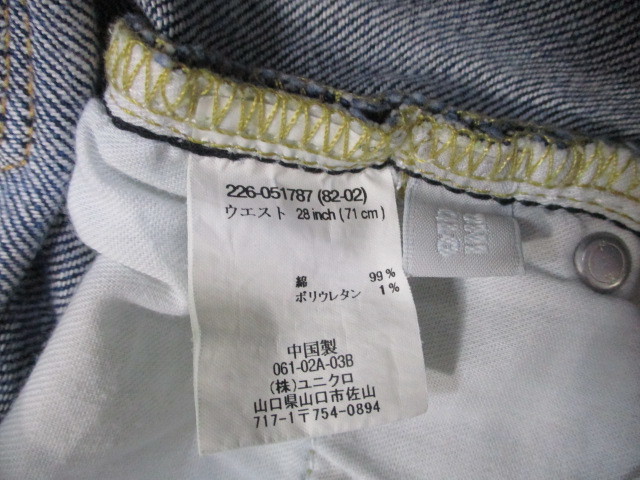 226-051787 (82-02)
ウエスト 28 inch (71 cm)
綿 99%
ポリウレタン 1%
中国製
061-02A-03B
(株)ユニクロ
山口県山口市佐山
717-1〒754-0894